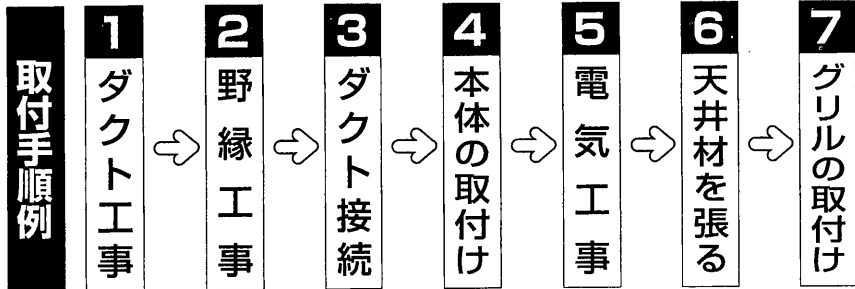 取付手順例
1 ダクト工事
2 野縁工事
3 ダクト接続
4 本体の取付け
5 電気工事
6 天井材を張る
7 グリルの取付け